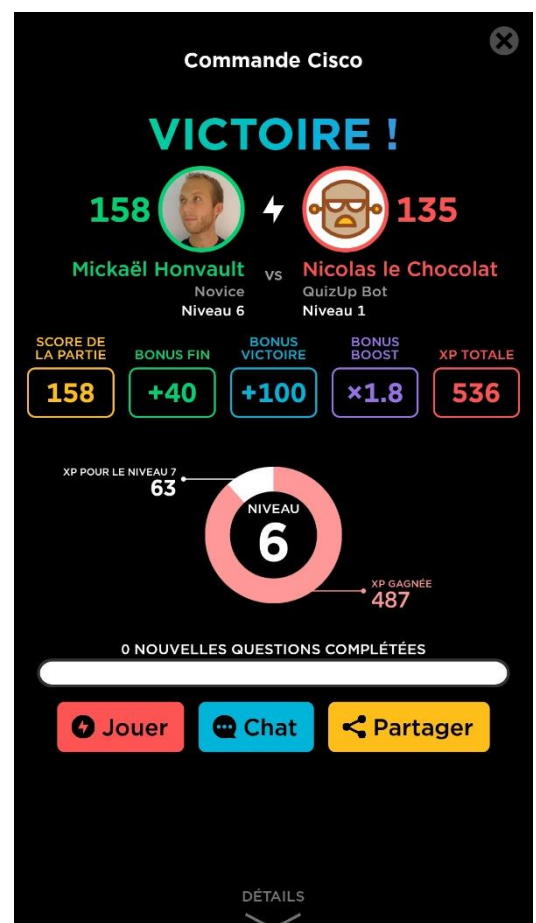 Commande Cisco
VICTOIRE !
158
135
Mickaël Honvault vs Nicolas le Chocolat
Novice
QuizUp Bot
Niveau 6
Niveau 1
SCORE DE LA PARTIE
BONUS FIN
BONUS VICTOIRE
BONUS BOOST
XP TOTALE
158
+40
+100
×1.8
536
XP POUR LE NIVEAU 7
63
NIVEAU
6
XP GAGNÉE
487
0 NOUVELLES QUESTIONS COMPLÉTÉES
Jouer
Chat
Partager
DÉTAILS